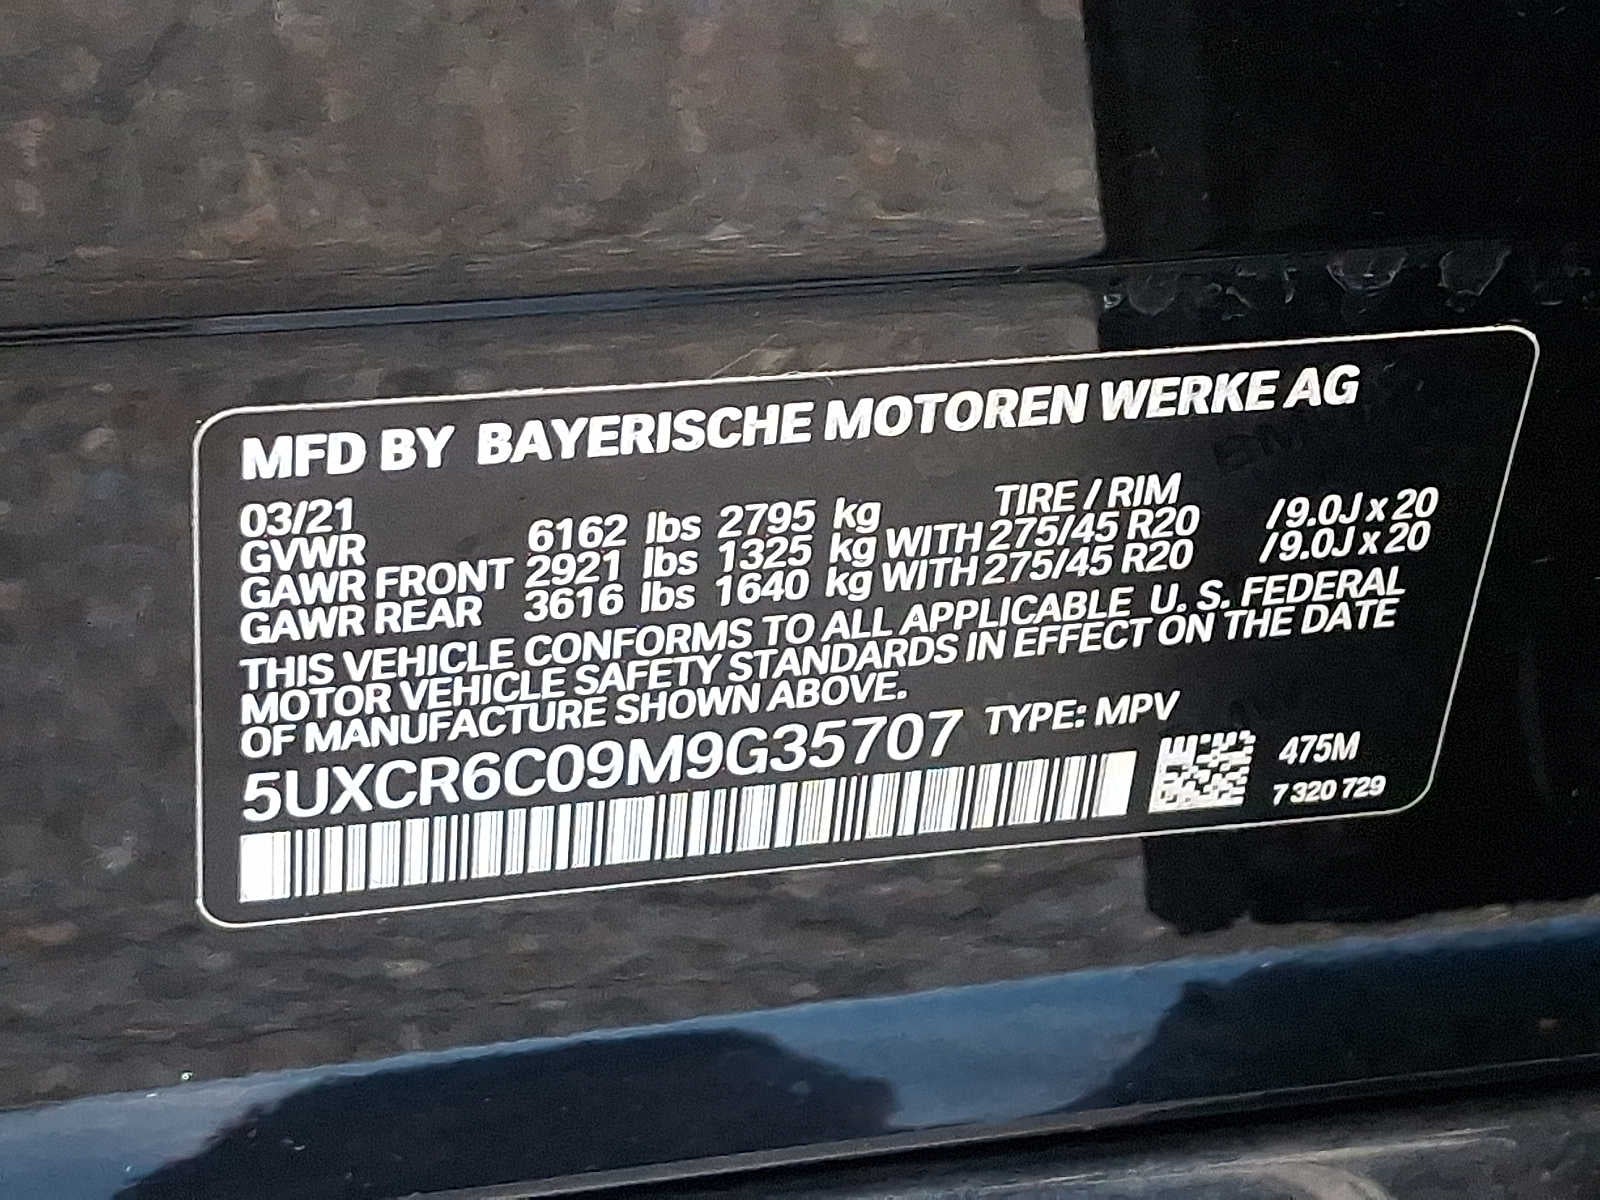 MFD BY BAYERISCHE MOTOREN WERKE AG
03/21 TIRE / RIM
GVWR 6162 lbs 2795 kg
GAWR FRONT 2921 lbs 1325 kg WITH 275/45 R20 / 9.0J x 20
GAWR REAR 3616 lbs 1640 kg WITH 275/45 R20 / 9.0J x 20
THIS VEHICLE CONFORMS TO ALL APPLICABLE U. S. FEDERAL
MOTOR VEHICLE SAFETY STANDARDS IN EFFECT ON THE DATE
OF MANUFACTURE SHOWN ABOVE.
5UXCR6C09M9G35707 TYPE: MPV
475M
7 320 729